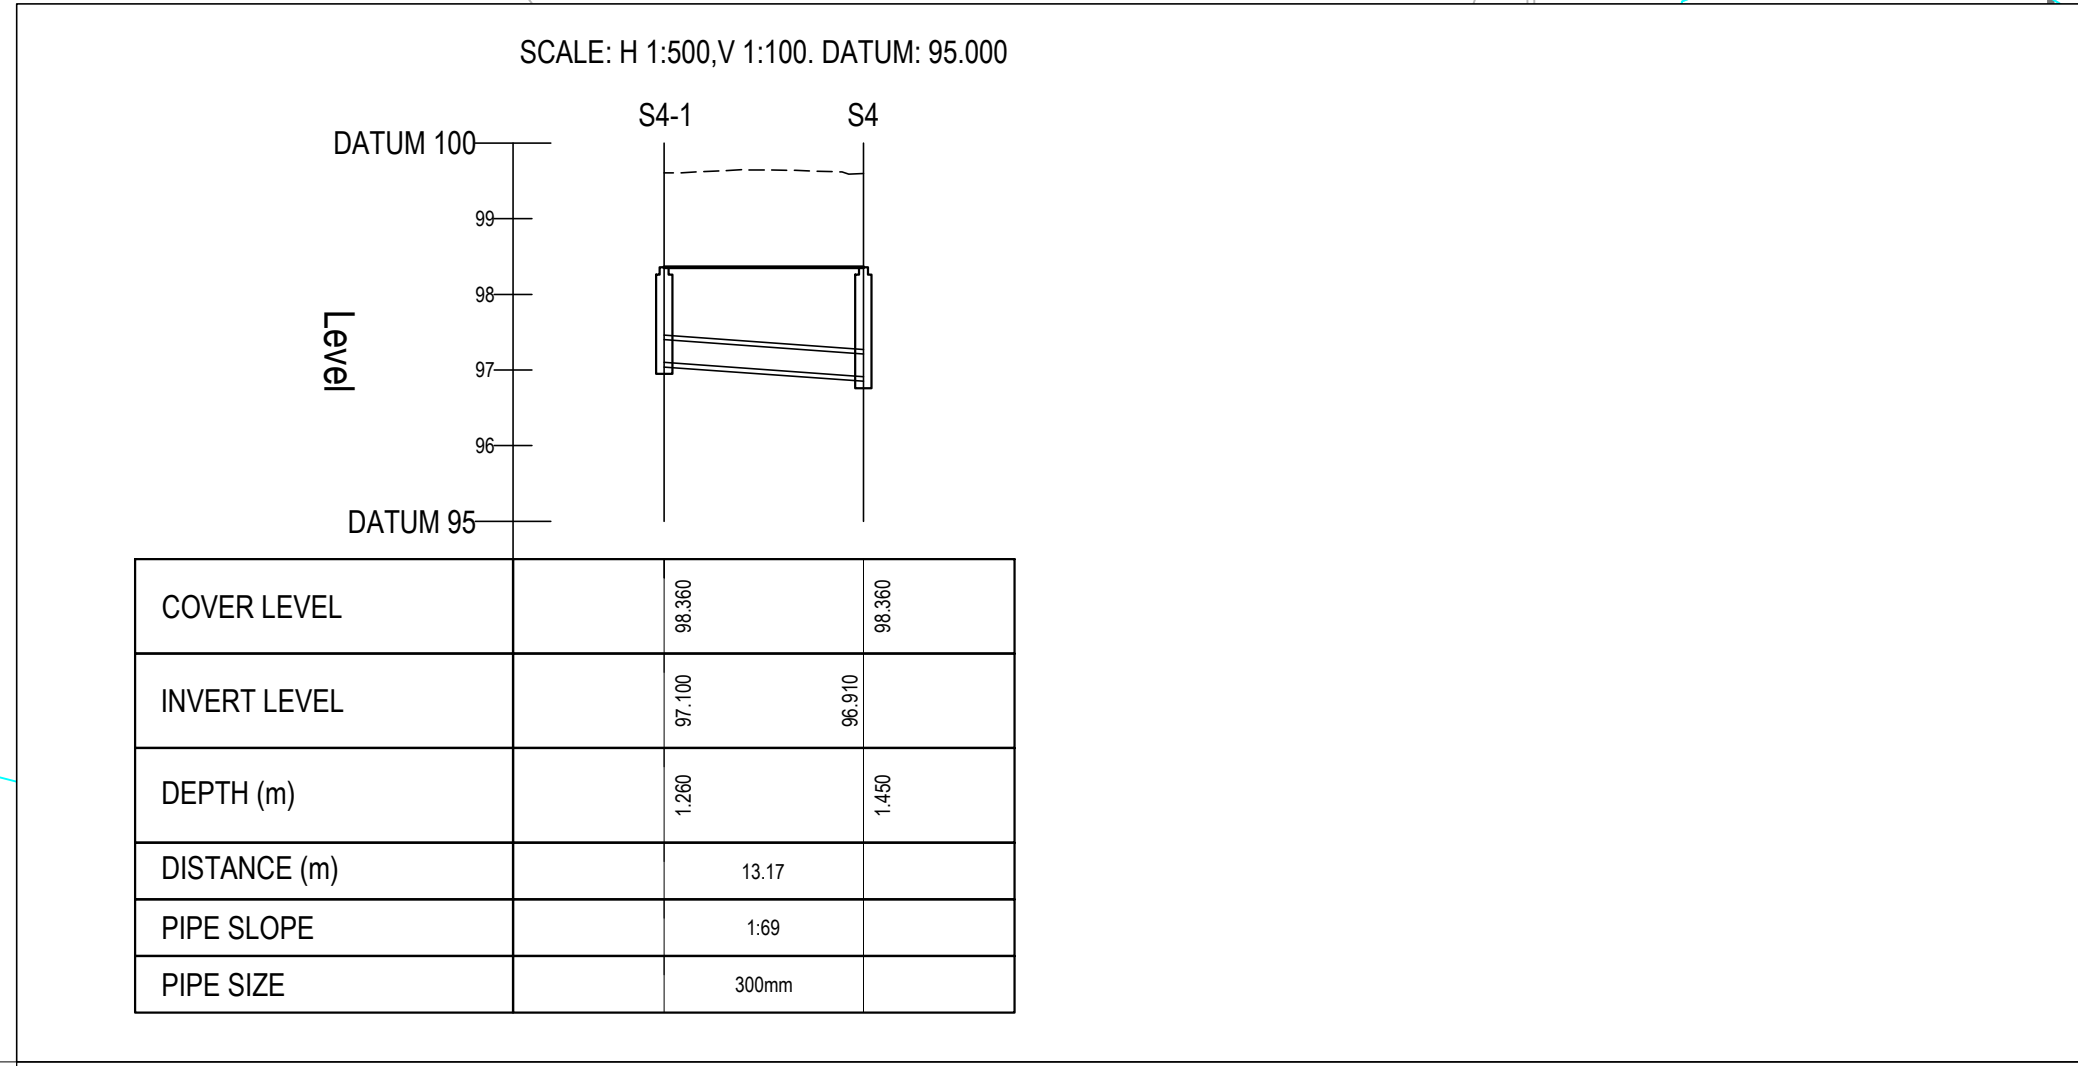 SCALE: H 1:500,V 1:100. DATUM: 95.000
S4-1 S4
DATUM 100
99
98
Level
97
96
DATUM 95
COVER LEVEL 98.360 98.360
INVERT LEVEL 97.100 96.910
DEPTH (m) 1.260 1.450
DISTANCE (m) 13.17
PIPE SLOPE 1:69
PIPE SIZE 300mm